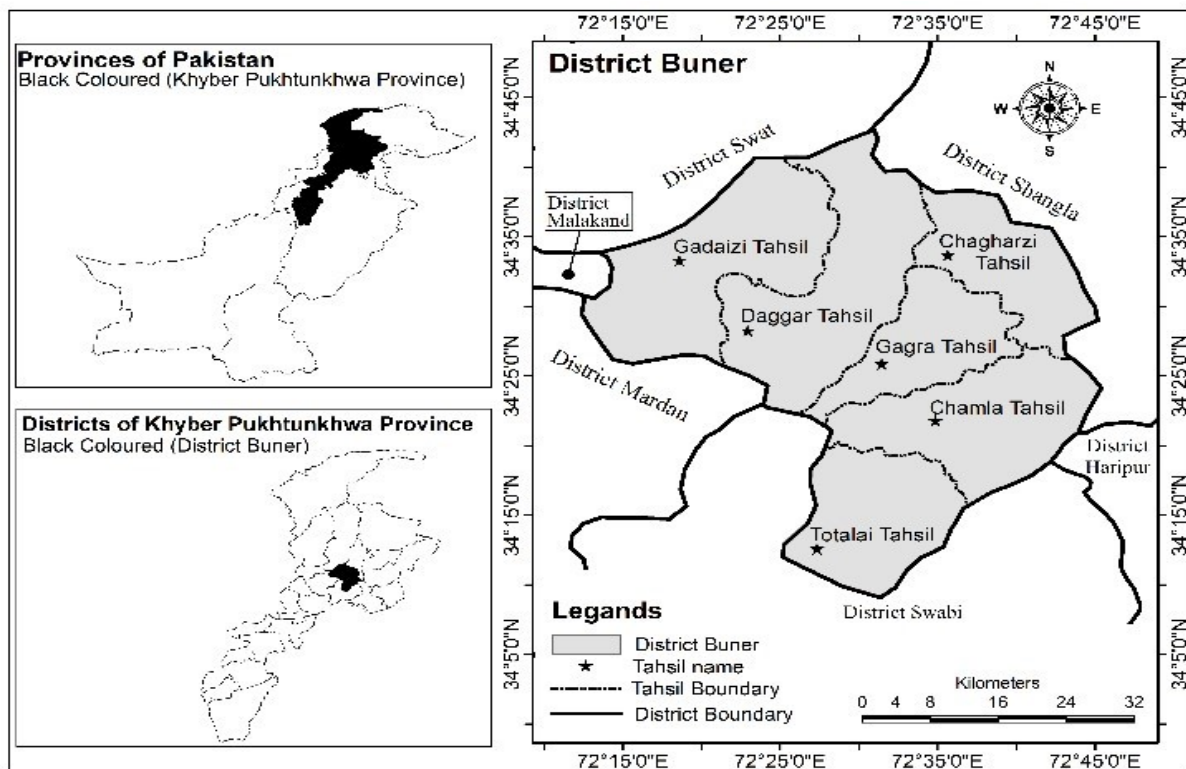 Provinces of Pakistan
Black Coloured (Khyber Pukhtunkhwa Province)
Districts of Khyber Pukhtunkhwa Province
Black Coloured (District Buner)
72°15'0"E 72°25'0"E 72°35'0"E 72°45'0"E
District Buner
N
W E
S
34°45'0"N
34°35'0"N
34°25'0"N
34°15'0"N
34°5'0"N
District Swat
District Shangla
District
Malakand
Gadaizi Tahsil
Chagharzi
Tahsil
Daggar Tahsil
Gagra Tahsil
District Mardan
Chamla Tahsil
District
Haripur
Totalai Tahsil
District Swabi
Legands
District Buner
Tahsil name
Tahsil Boundary
District Boundary
Kilometers
0 4 8 16 24 32
34°45'0"N
34°35'0"N
34°25'0"N
34°15'0"N
34°5'0"N
72°15'0"E 72°25'0"E 72°35'0"E 72°45'0"E